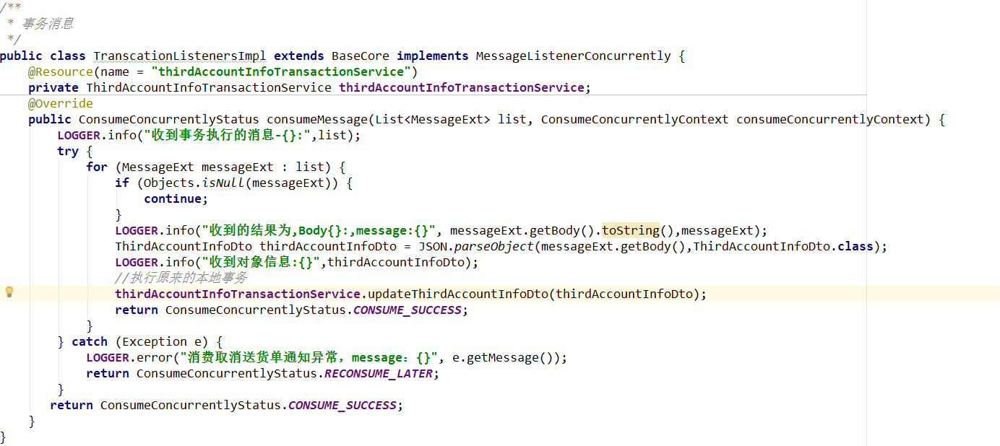 /**
 * 事务消息
 */
public class TranscationListenersImpl extends BaseCore implements MessageListenerConcurrently {
    @Resource(name = "thirdAccountInfoTransactionService")
    private ThirdAccountInfoTransactionService thirdAccountInfoTransactionService;
    @Override
    public ConsumeConcurrentlyStatus consumeMessage(List<MessageExt> list, ConsumeConcurrentlyContext consumeConcurrentlyContext) {
        LOGGER.info("收到事务执行的消息-{}:",list);
        try {
            for (MessageExt messageExt : list) {
                if (Objects.isNull(messageExt)) {
                    continue;
                }
                LOGGER.info("收到的结果为,Body{}:,message:{}", messageExt.getBody().toString(),messageExt);
                ThirdAccountInfoDto thirdAccountInfoDto = JSON.parseObject(messageExt.getBody(),ThirdAccountInfoDto.class);
                LOGGER.info("收到对象信息:{}",thirdAccountInfoDto);
                //执行原来的本地事务
                thirdAccountInfoTransactionService.updateThirdAccountInfoDto(thirdAccountInfoDto);
                return ConsumeConcurrentlyStatus.CONSUME_SUCCESS;
            }
        } catch (Exception e) {
            LOGGER.error("消费取消送货单通知异常，message：{}", e.getMessage());
            return ConsumeConcurrentlyStatus.RECONSUME_LATER;
        }
       return ConsumeConcurrentlyStatus.CONSUME_SUCCESS;
    }
}